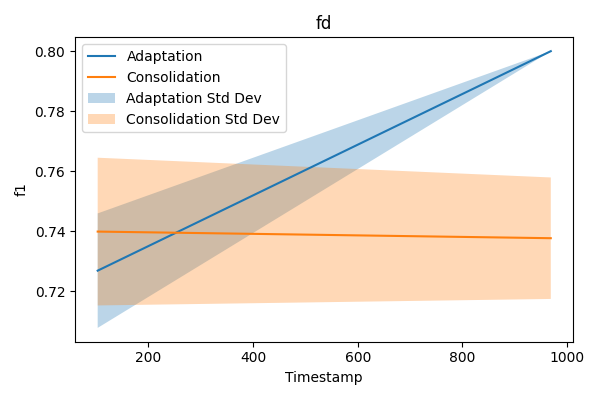 fd
Adaptation
Consolidation
Adaptation Std Dev
Consolidation Std Dev
0.80
0.78
0.76
0.74
0.72
f1
200 400 600 800 1000
Timestamp